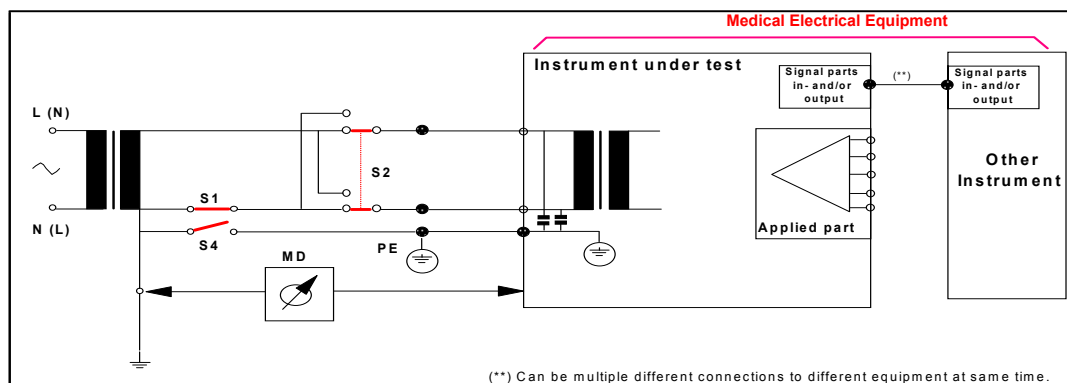 Medical Electrical Equipment
Instrument under test
Signal parts
in- and/or
output
(**)
Signal parts
in- and/or
output
L (N)
S2
Other
Instrument
S1
Applied part
N (L)
S4
PE
MD
(**) Can be multiple different connections to different equipment at same time.